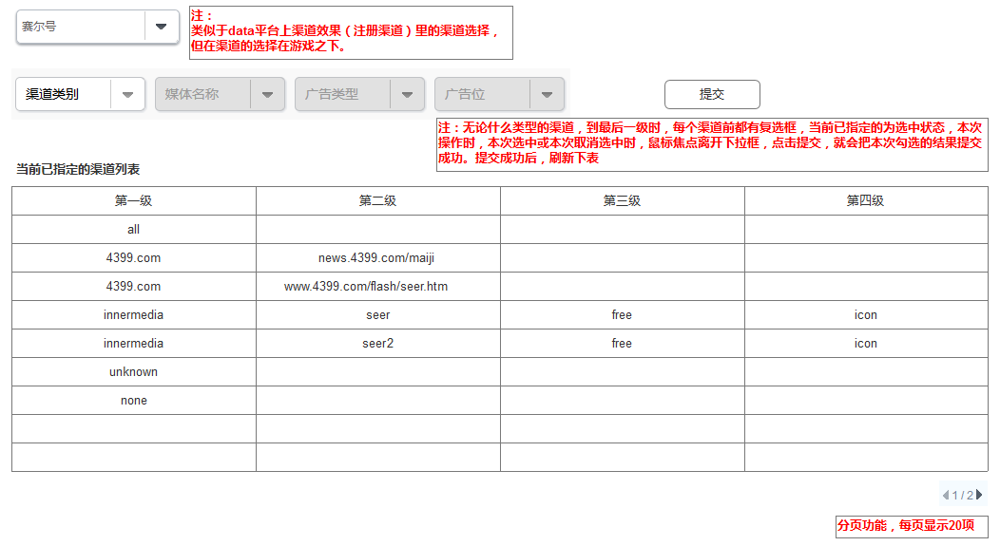 赛尔号
注：
类似于data平台上渠道效果（注册渠道）里的渠道选择，
但在渠道的选择在游戏之下。
渠道类别 媒体名称 广告类型 广告位 提交
注：无论什么类型的渠道，到最后一级时，每个渠道前都有复选框，当前已指定的为选中状态，本次
操作时，本次选中或本次取消选中时，鼠标焦点离开下拉框，点击提交，就会把本次勾选的结果提交
成功。提交成功后，刷新下表
当前已指定的渠道列表
第一级 第二级 第三级 第四级
all
4399.com news.4399.com/maiji
4399.com www.4399.com/flash/seer.htm
innermedia seer free icon
innermedia seer2 free icon
unknown
none
1 / 2
分页功能，每页显示20项